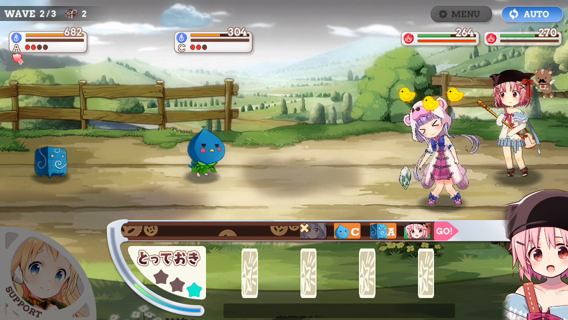 WAVE 2/3 2
MENU
AUTO
682
A
304
C
264
270
C
A
GO!
とっておき
SUPPORT